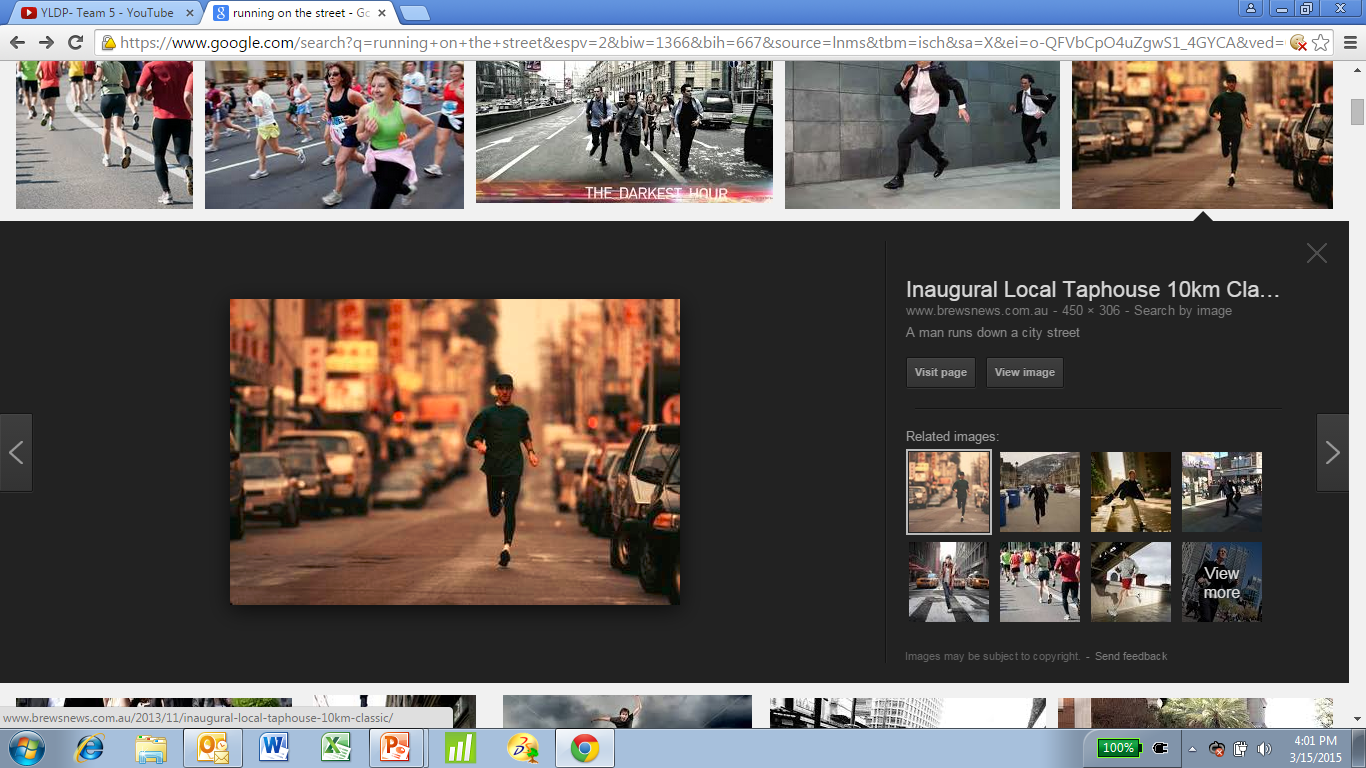 YLDP- Team 5 - YouTube
running on the street - Go
https://www.google.com/search?q=running+on+the+street&espv=2&biw=1366&bih=667&source=lnms&tbm=isch&sa=X&ei=o-QFVbCpO4uZgwS1_4GYCA&ved=
THE DARKEST HOUR
Inaugural Local Taphouse 10km Cla...
www.brewsnews.com.au - 450 × 306 - Search by image
A man runs down a city street
Visit page
View image
Related images:
View
more
Images may be subject to copyright. - Send feedback
www.brewsnews.com.au/2013/11/inaugural-local-taphouse-10km-classic/
100%
4:01 PM
3/15/2015